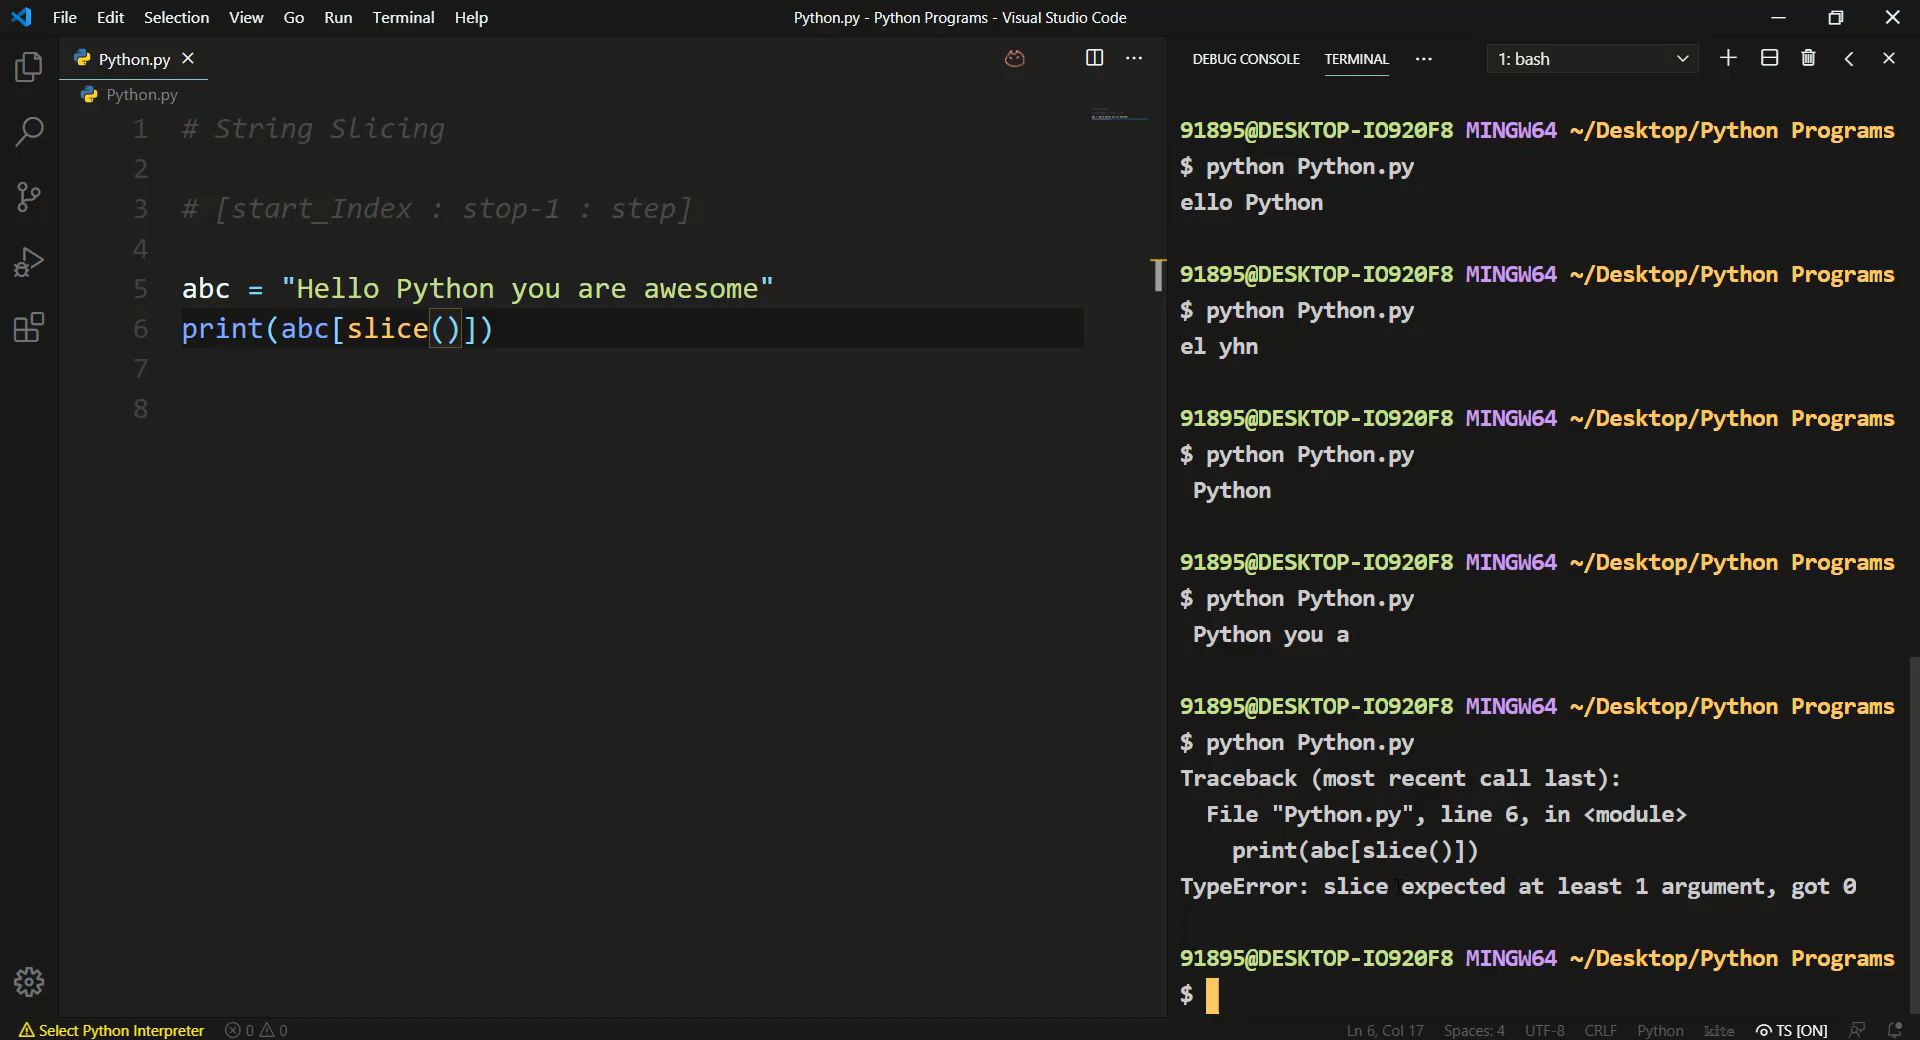 File Edit Selection View Go Run Terminal Help
Python.py - Python Programs - Visual Studio Code
Python.py
Python.py
1 # String Slicing
2
3 # [start_Index : stop-1 : step]
4
5 abc = "Hello Python you are awesome"
6 print(abc[slice()])
7
8
DEBUG CONSOLE TERMINAL 1: bash
91895@DESKTOP-IO920F8 MINGW64 ~/Desktop/Python Programs
$ python Python.py
ello Python
91895@DESKTOP-IO920F8 MINGW64 ~/Desktop/Python Programs
$ python Python.py
el yhn
91895@DESKTOP-IO920F8 MINGW64 ~/Desktop/Python Programs
$ python Python.py
Python
91895@DESKTOP-IO920F8 MINGW64 ~/Desktop/Python Programs
$ python Python.py
Python you a
91895@DESKTOP-IO920F8 MINGW64 ~/Desktop/Python Programs
$ python Python.py
Traceback (most recent call last):
File "Python.py", line 6, in <module>
print(abc[slice()])
TypeError: slice expected at least 1 argument, got 0
91895@DESKTOP-IO920F8 MINGW64 ~/Desktop/Python Programs
$
Select Python Interpreter 0 0 Ln 6, Col 17 Spaces: 4 UTF-8 CRLF Python kite TS [ON]